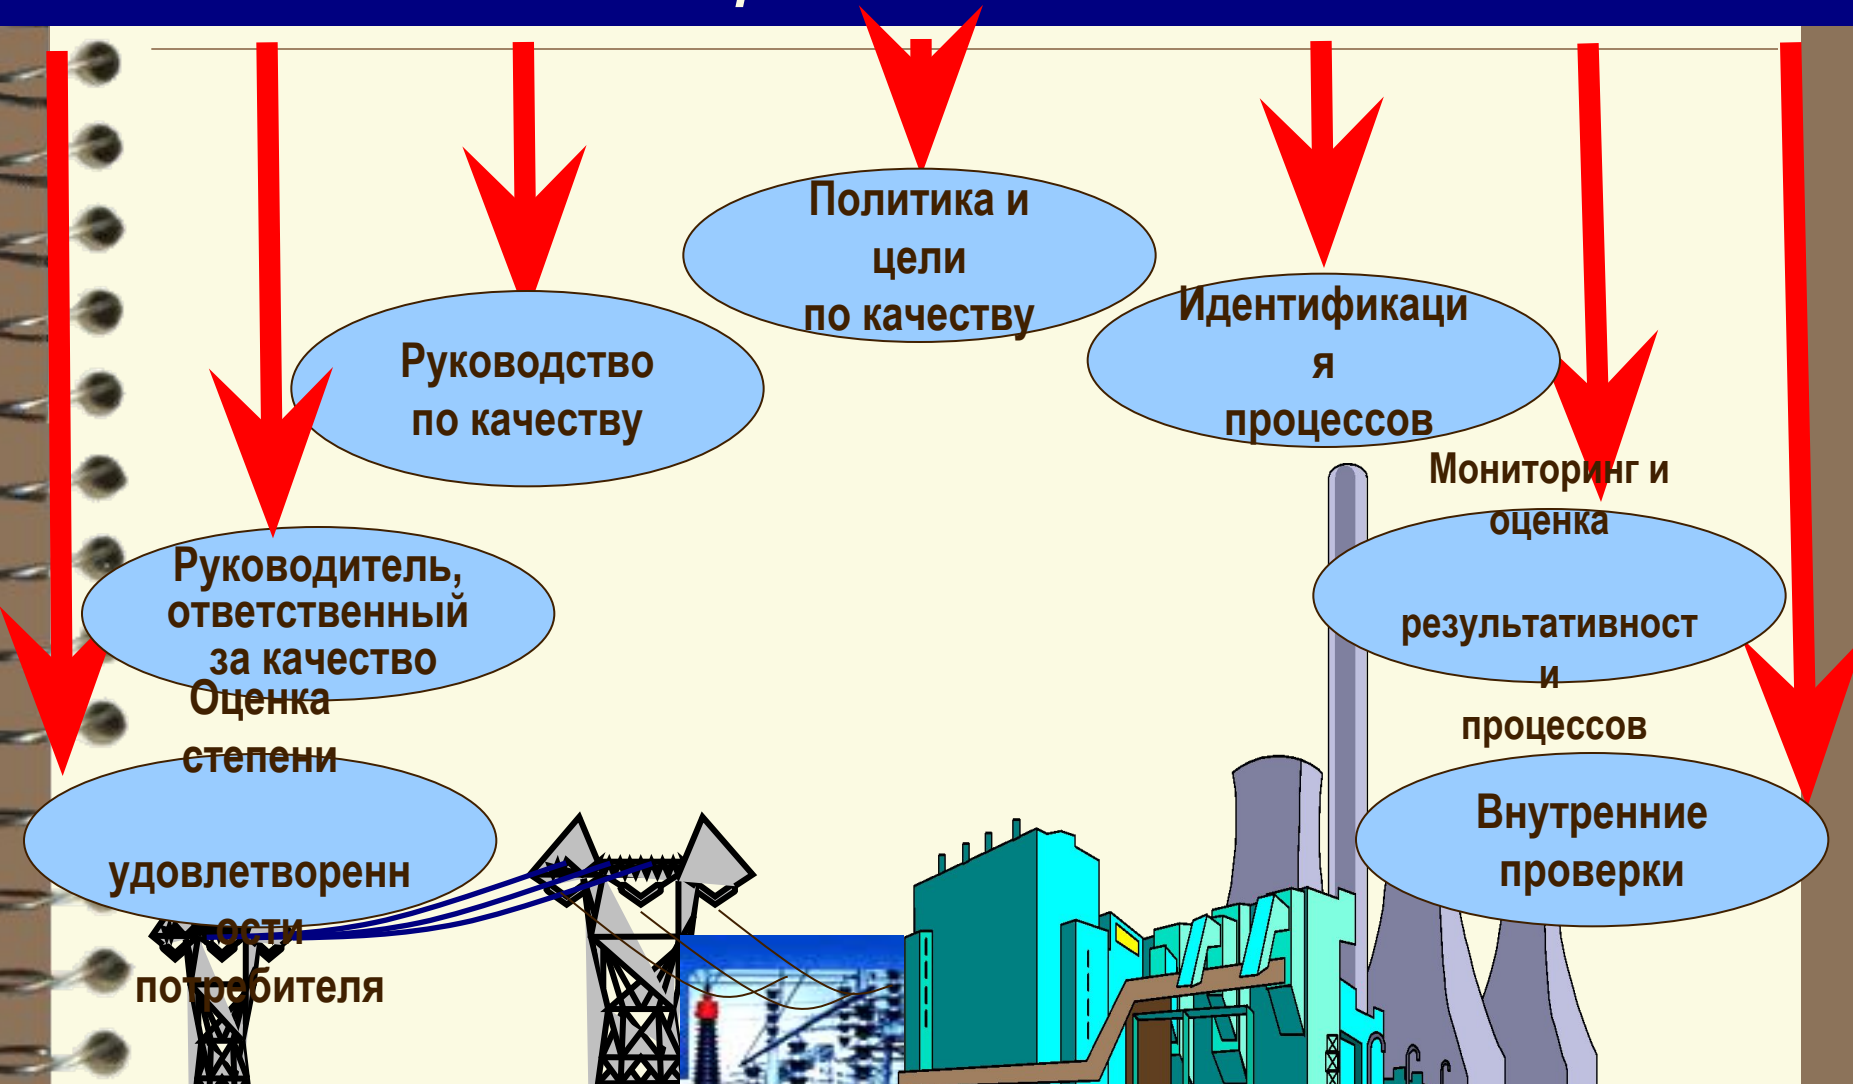 Политика и
цели
по качеству
Руководство
по качеству
Идентификаци
я
процессов
Руководитель,
ответственный
за качество
Мониторинг и
оценка
результативност
и
процессов
Оценка
степени
удовлетворенн
ости
потребителя
Внутренние
проверки